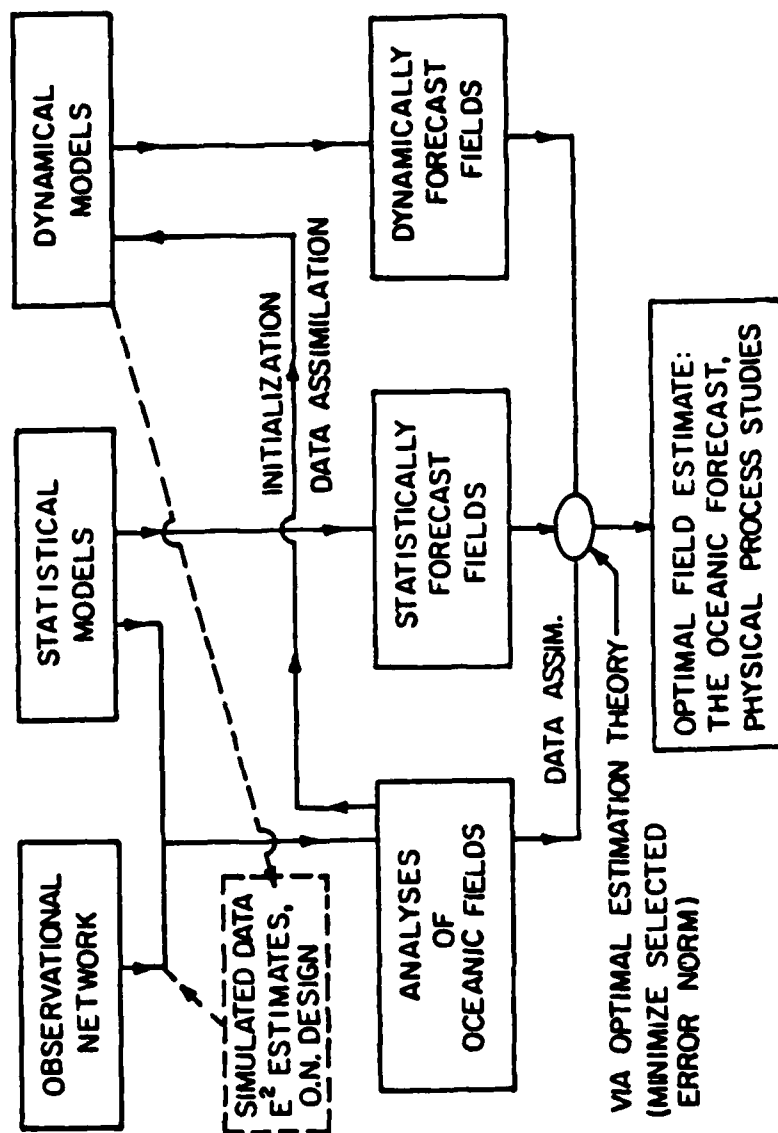 OBSERVATIONAL
NETWORK
STATISTICAL
MODELS
DYNAMICAL
MODELS
SIMULATED DATA
E² ESTIMATES,
O.N. DESIGN
INITIALIZATION
DATA ASSIMILATION
ANALYSES
OF
OCEANIC FIELDS
STATISTICALLY
FORECAST
FIELDS
DYNAMICALLY
FORECAST
FIELDS
DATA ASSIM.
VIA OPTIMAL ESTIMATION THEORY
(MINIMIZE SELECTED
ERROR NORM)
OPTIMAL FIELD ESTIMATE:
THE OCEANIC FORECAST,
PHYSICAL PROCESS STUDIES